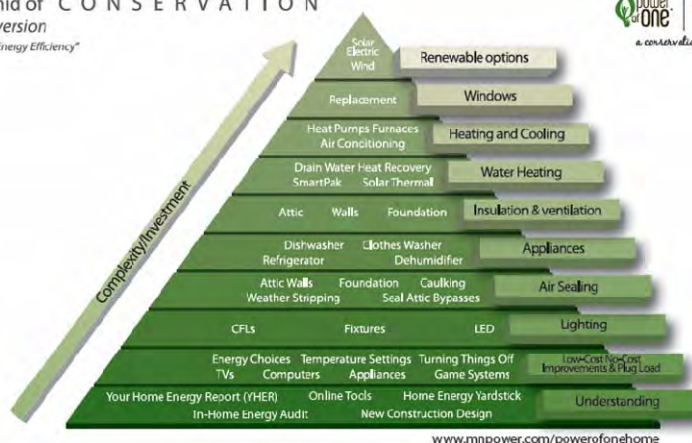 of C O N S E R V A T I O N
version
Energy Efficiency"
power
of one
Solar
Electric
Wind
Renewable options
Replacement
Windows
Heat Pumps Furnaces
Air Conditioning
Heating and Cooling
Drain Water Heat Recovery
SmartPak Solar Thermal
Water Heating
Attic Walls Foundation
Insulation & ventilation
Dishwasher Clothes Washer
Refrigerator Dehumidifier
Appliances
Attic Walls Foundation Caulking
Weather Stripping Seal Attic Bypasses
Air Sealing
CFLs Fixtures LED
Lighting
Energy Choices Temperature Settings Turning Things Off
TVs Computers Appliances Game Systems
Low-Cost No-Cost
Improvements & Plug Load
Your Home Energy Report (YHER) Online Tools Home Energy Yardstick
In-Home Energy Audit New Construction Design
Understanding
Complexity/Investment
www.mnpower.com/powerofonehome